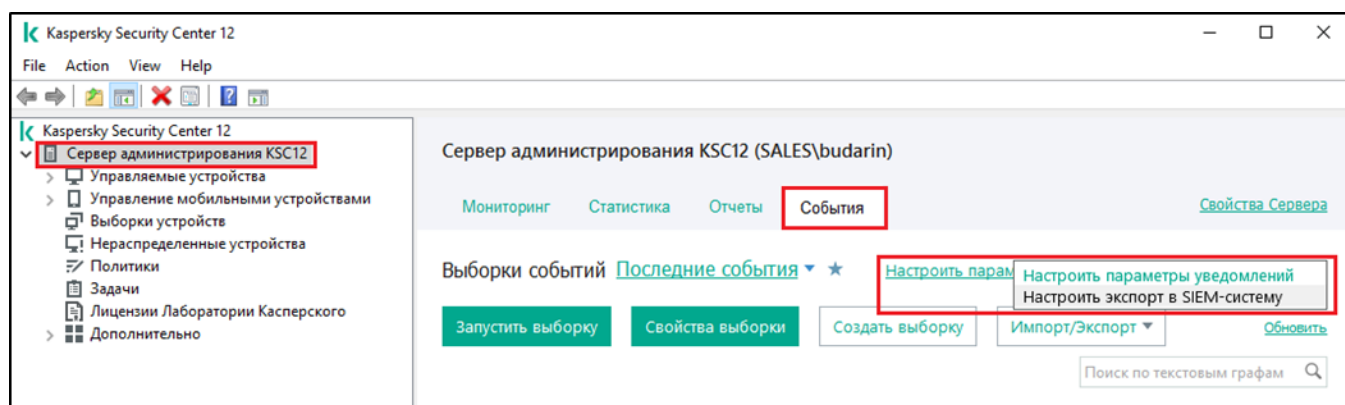 Kaspersky Security Center 12
File Action View Help
Kaspersky Security Center 12
Сервер администрирования KSC12
Управляемые устройства
Управление мобильными устройствами
Выборки устройств
Нераспределенные устройства
Политики
Задачи
Лицензии Лаборатории Касперского
Дополнительно
Сервер администрирования KSC12 (SALES\budarin)
Мониторинг Статистика Отчеты События Свойства Сервера
Выборки событий Последние события Настроить парам
Настроить параметры уведомлений
Настроить экспорт в SIEM-систему
Запустить выборку Свойства выборки Создать выборку Импорт/Экспорт Обновить
Поиск по текстовым графам